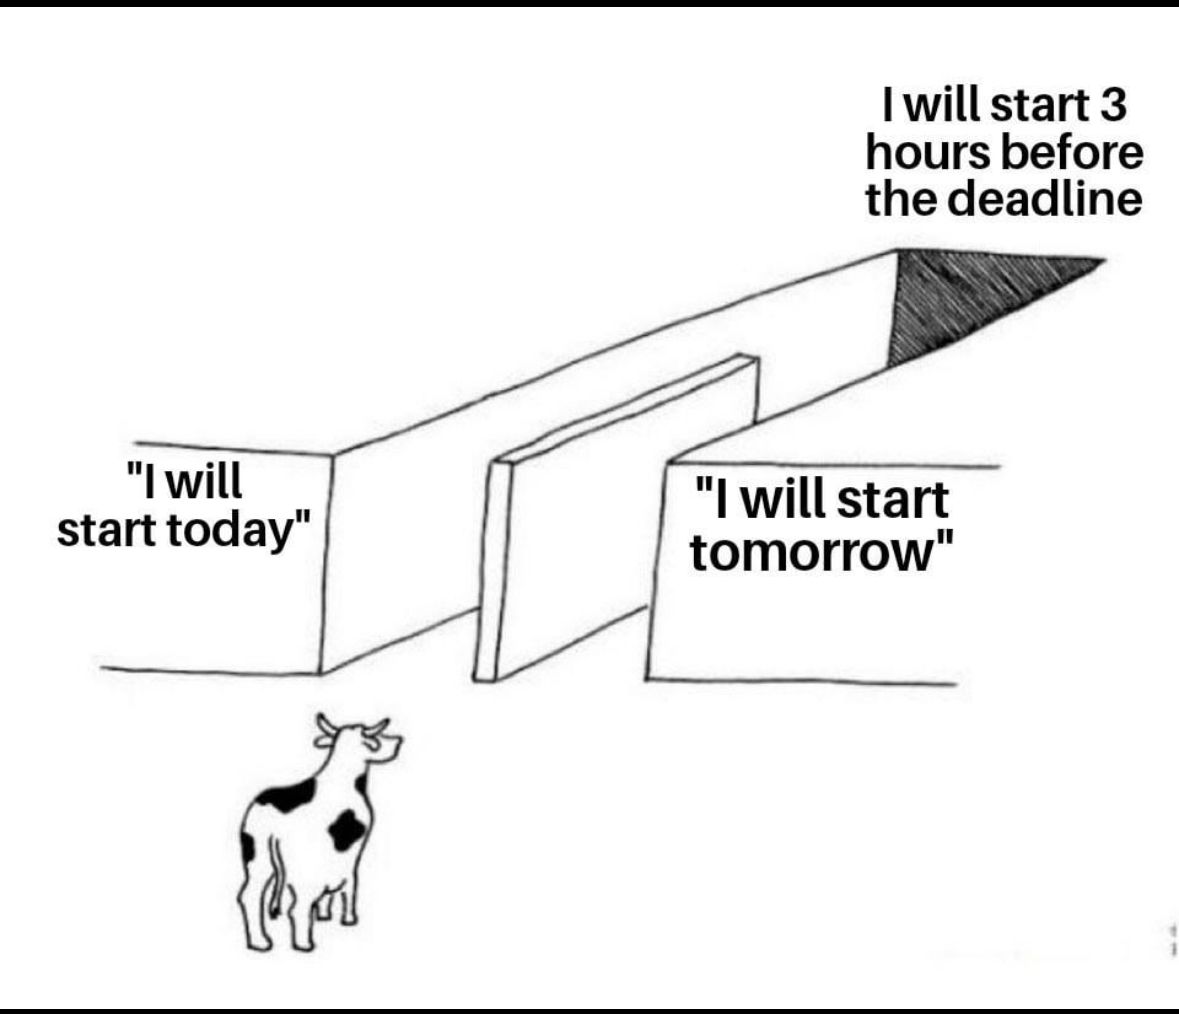 I will start 3
hours before
the deadline
"I will
start today"
"I will start
tomorrow"